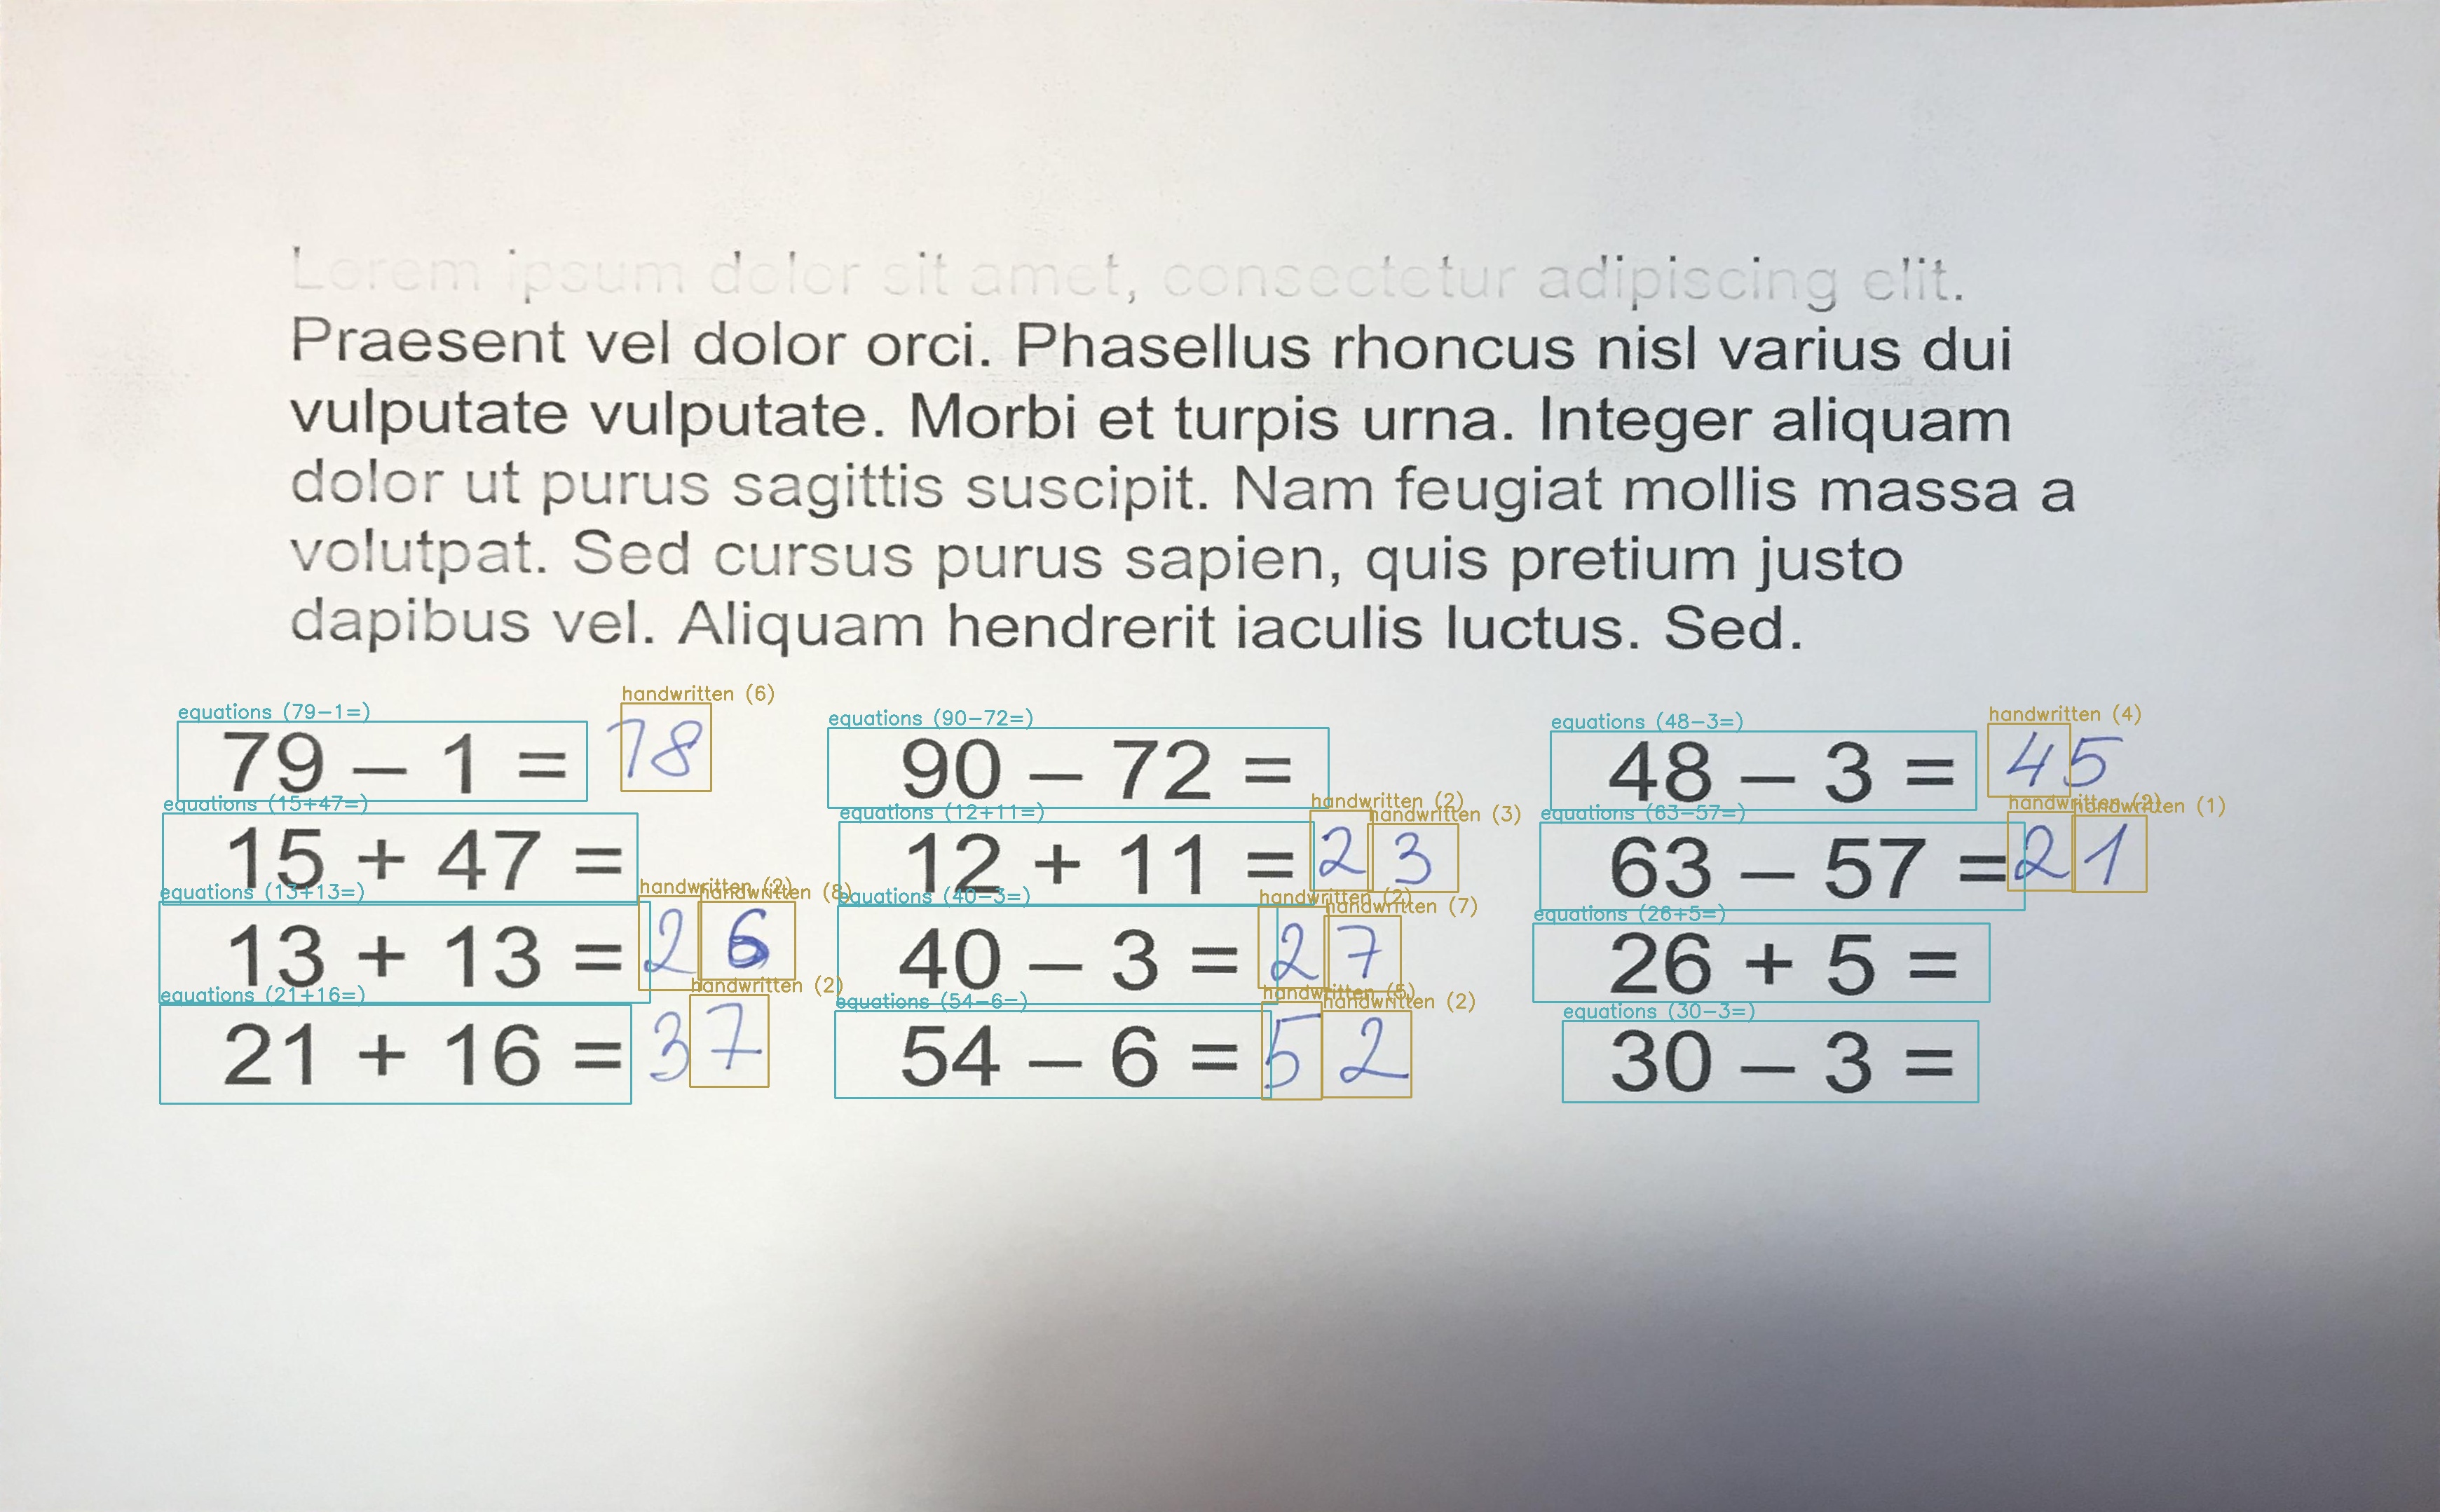 Lorem ipsum dolor sit amet, consectetur adipiscing elit.
Praesent vel dolor orci. Phasellus rhoncus nisl varius dui
vulputate vulputate. Morbi et turpis urna. Integer aliquam
dolor ut purus sagittis suscipit. Nam feugiat mollis massa a
volutpat. Sed cursus purus sapien, quis pretium justo
dapibus vel. Aliquam hendrerit iaculis luctus. Sed.
handwritten (6) handwritten (4)
equations (79-1=) equations (90-72=) equations (48-3=)
79 – 1 = 78 90 – 72 = 48 – 3 = 45
handwritten (2) handwritten (3) handwritten (2) handwritten (1)
equations (15+47=) equations (12+11=) equations (63-57=)
15 + 47 = 12 + 11 = 23 63 – 57 = 21
handwritten (2) handwritten (8) handwritten (2) handwritten (7)
equations (13+13=) equations (40-3=) equations (26+5=)
13 + 13 = 26 40 – 3 = 27 26 + 5 =
handwritten (2) handwritten (5) handwritten (2)
equations (21+16=) equations (54-6=) equations (30-3=)
21 + 16 = 37 54 – 6 = 52 30 – 3 =